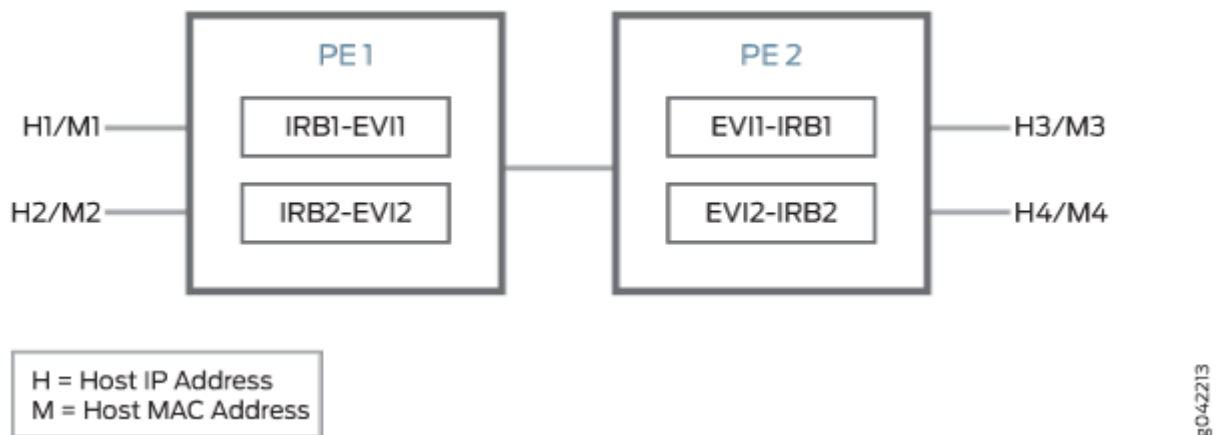 PE 1
PE 2
H1/M1
IRB1-EVI1
EVI1-IRB1
H3/M3
H2/M2
IRB2-EVI2
EVI2-IRB2
H4/M4
H = Host IP Address
M = Host MAC Address
g042213